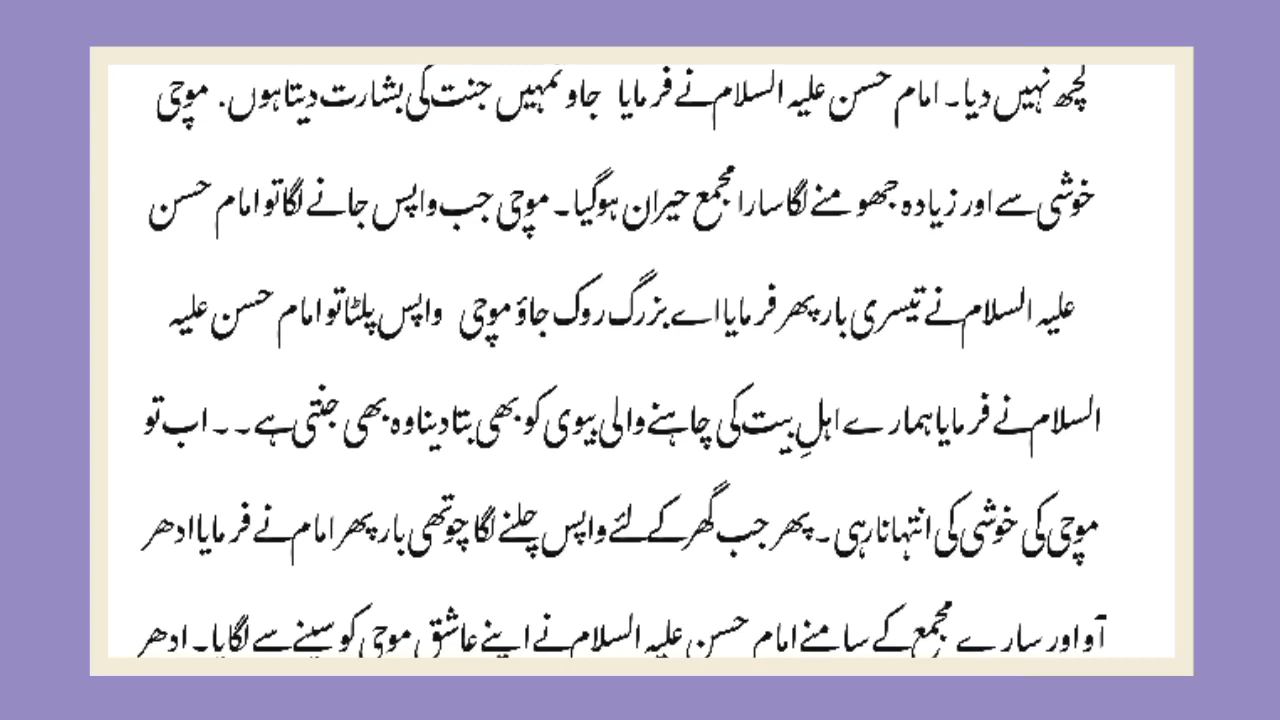 کچھ نہیں دیا۔ امام حسن علیہ السلام نے فرمایا جاو تمہیں جنت کی بشارت دیتا ہوں. موچی
خوشی سے اور زیادہ جھومنے لگا سارا مجمع حیران ہوگیا۔ موچی جب واپس جانے لگا تو امام حسن
علیہ السلام نے تیسری بار پھر فرمایا اے بزرگ روک جاؤ موچی واپس پلٹا تو امام حسن علیہ
السلام نے فرمایا ہمارے اہلِ بیت کی چاہنے والی بیوی کو بھی بتا دینا وہ بھی جنتی ہے۔۔ اب تو
موچی کی خوشی کی انتہا نا رہی۔ پھر جب گھر کے لئے واپس چلنے لگا چوتھی بار پھر امام نے فرمایا ادھر
آو اور سارے مجمع کے سامنے امام حسن علیہ السلام نے اپنے عاشق موچی کو سینے سے لگایا۔ ادھر